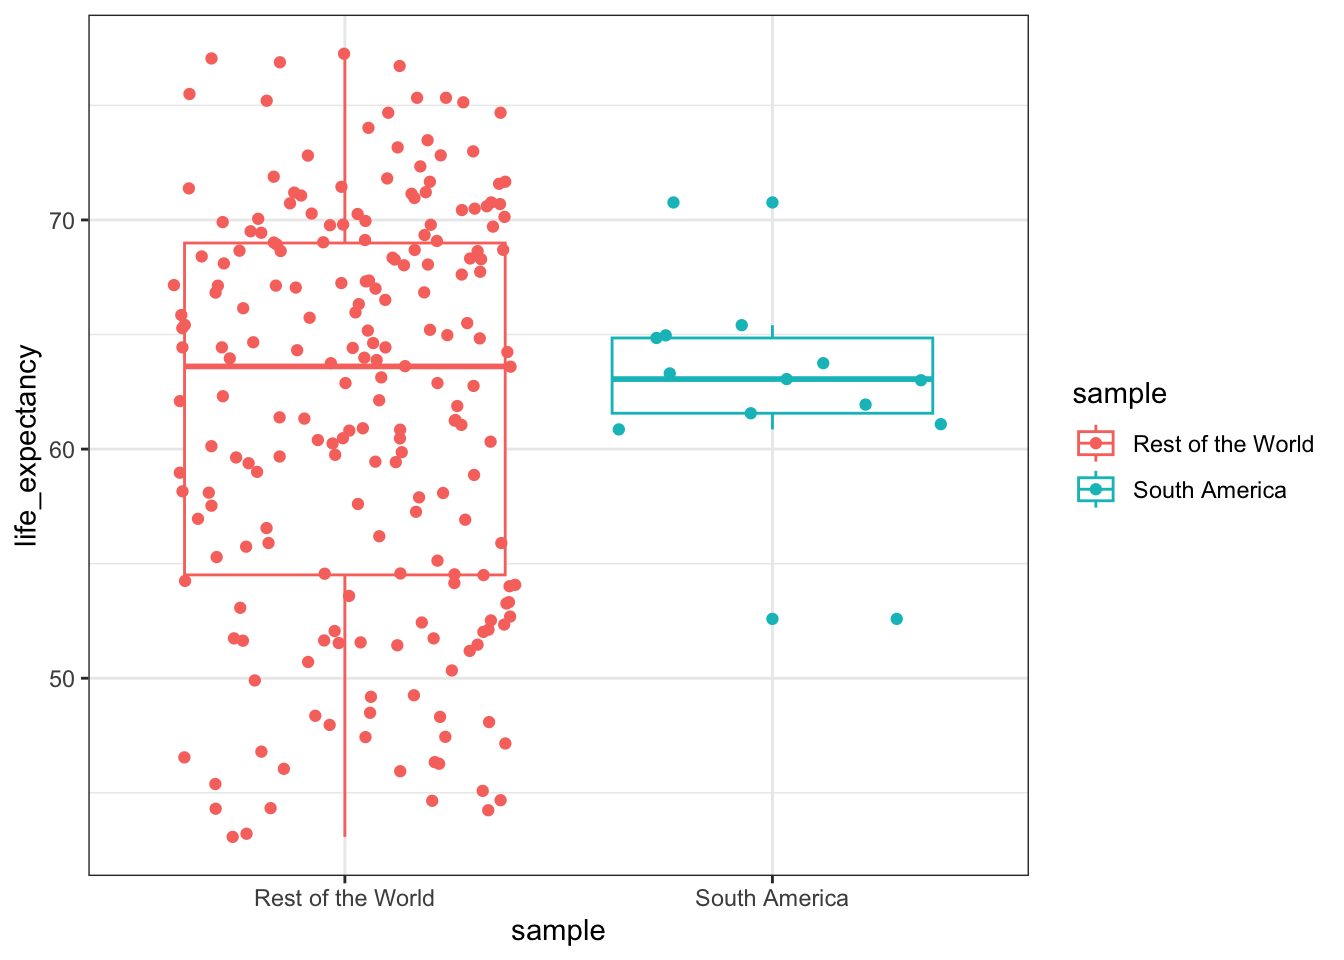 life_expectancy
70
60
50
Rest of the World
South America
sample
sample
Rest of the World
South America